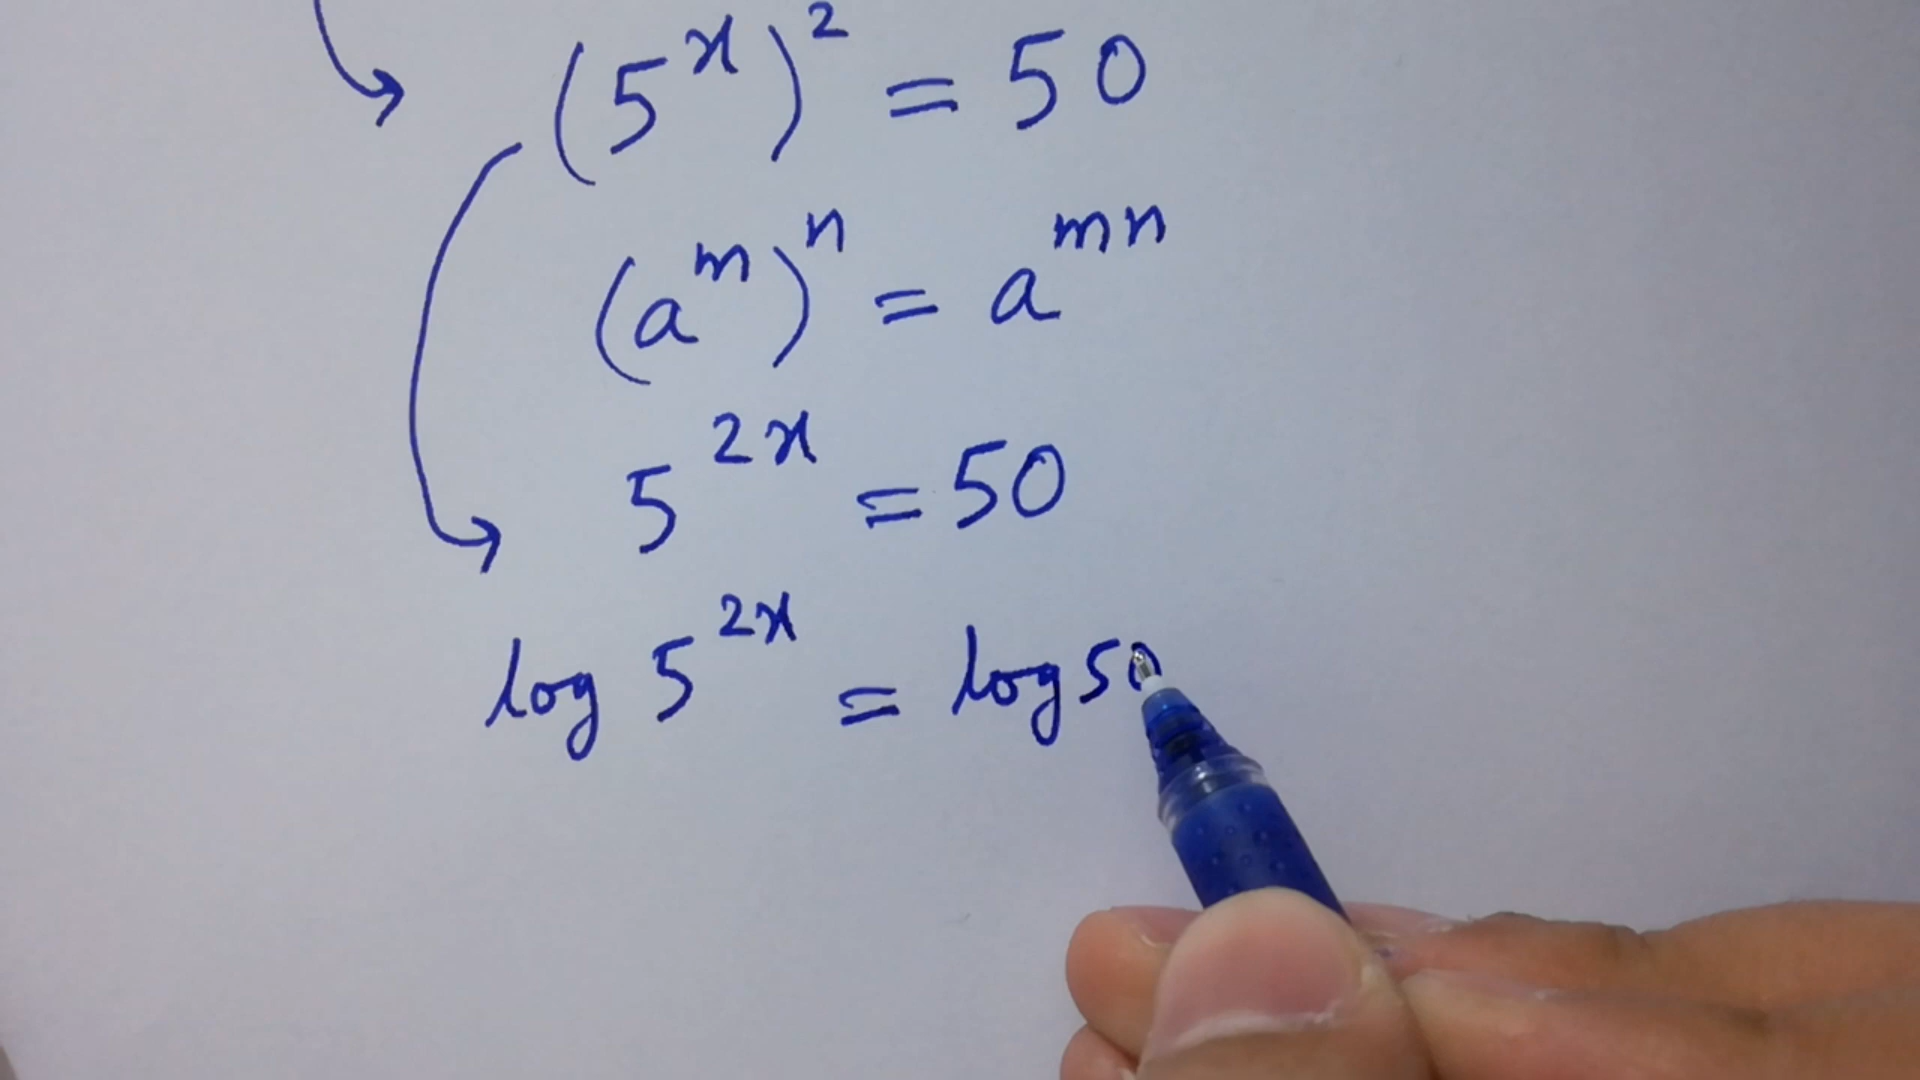 (5^x)^2 = 50
(a^m)^n = a^mn
5^2x = 50
log 5^2x = log 50